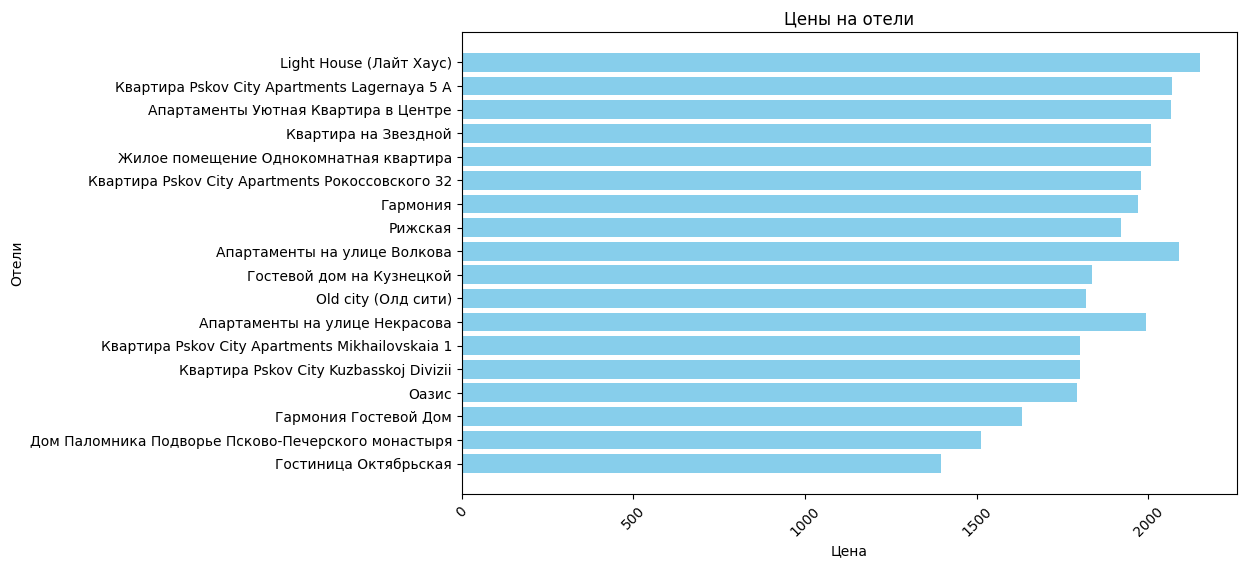 Цены на отели
Отели
Light House (Лайт Хаус)
Квартира Pskov City Apartments Lagernaya 5 A
Апартаменты Уютная Квартира в Центре
Квартира на Звездной
Жилое помещение Однокомнатная квартира
Квартира Pskov City Apartments Рокоссовского 32
Гармония
Рижская
Апартаменты на улице Волкова
Гостевой дом на Кузнецкой
Old city (Олд сити)
Апартаменты на улице Некрасова
Квартира Pskov City Apartments Mikhailovskaia 1
Квартира Pskov City Kuzbasskoj Divizii
Оазис
Гармония Гостевой Дом
Дом Паломника Подворье Псково-Печерского монастыря
Гостиница Октябрьская
0 500 1000 1500 2000
Цена